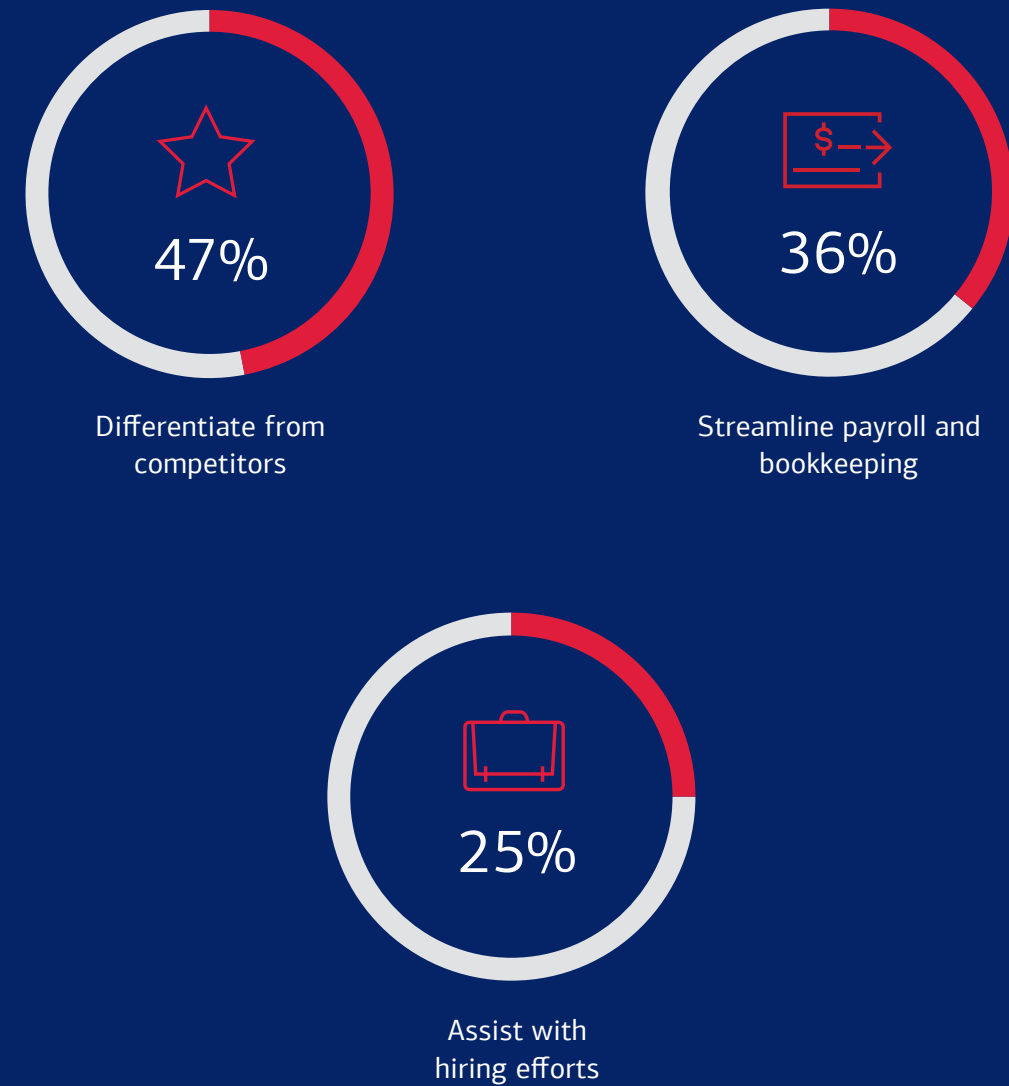 47%
Differentiate from
competitors
$
36%
Streamline payroll and
bookkeeping
25%
Assist with
hiring efforts